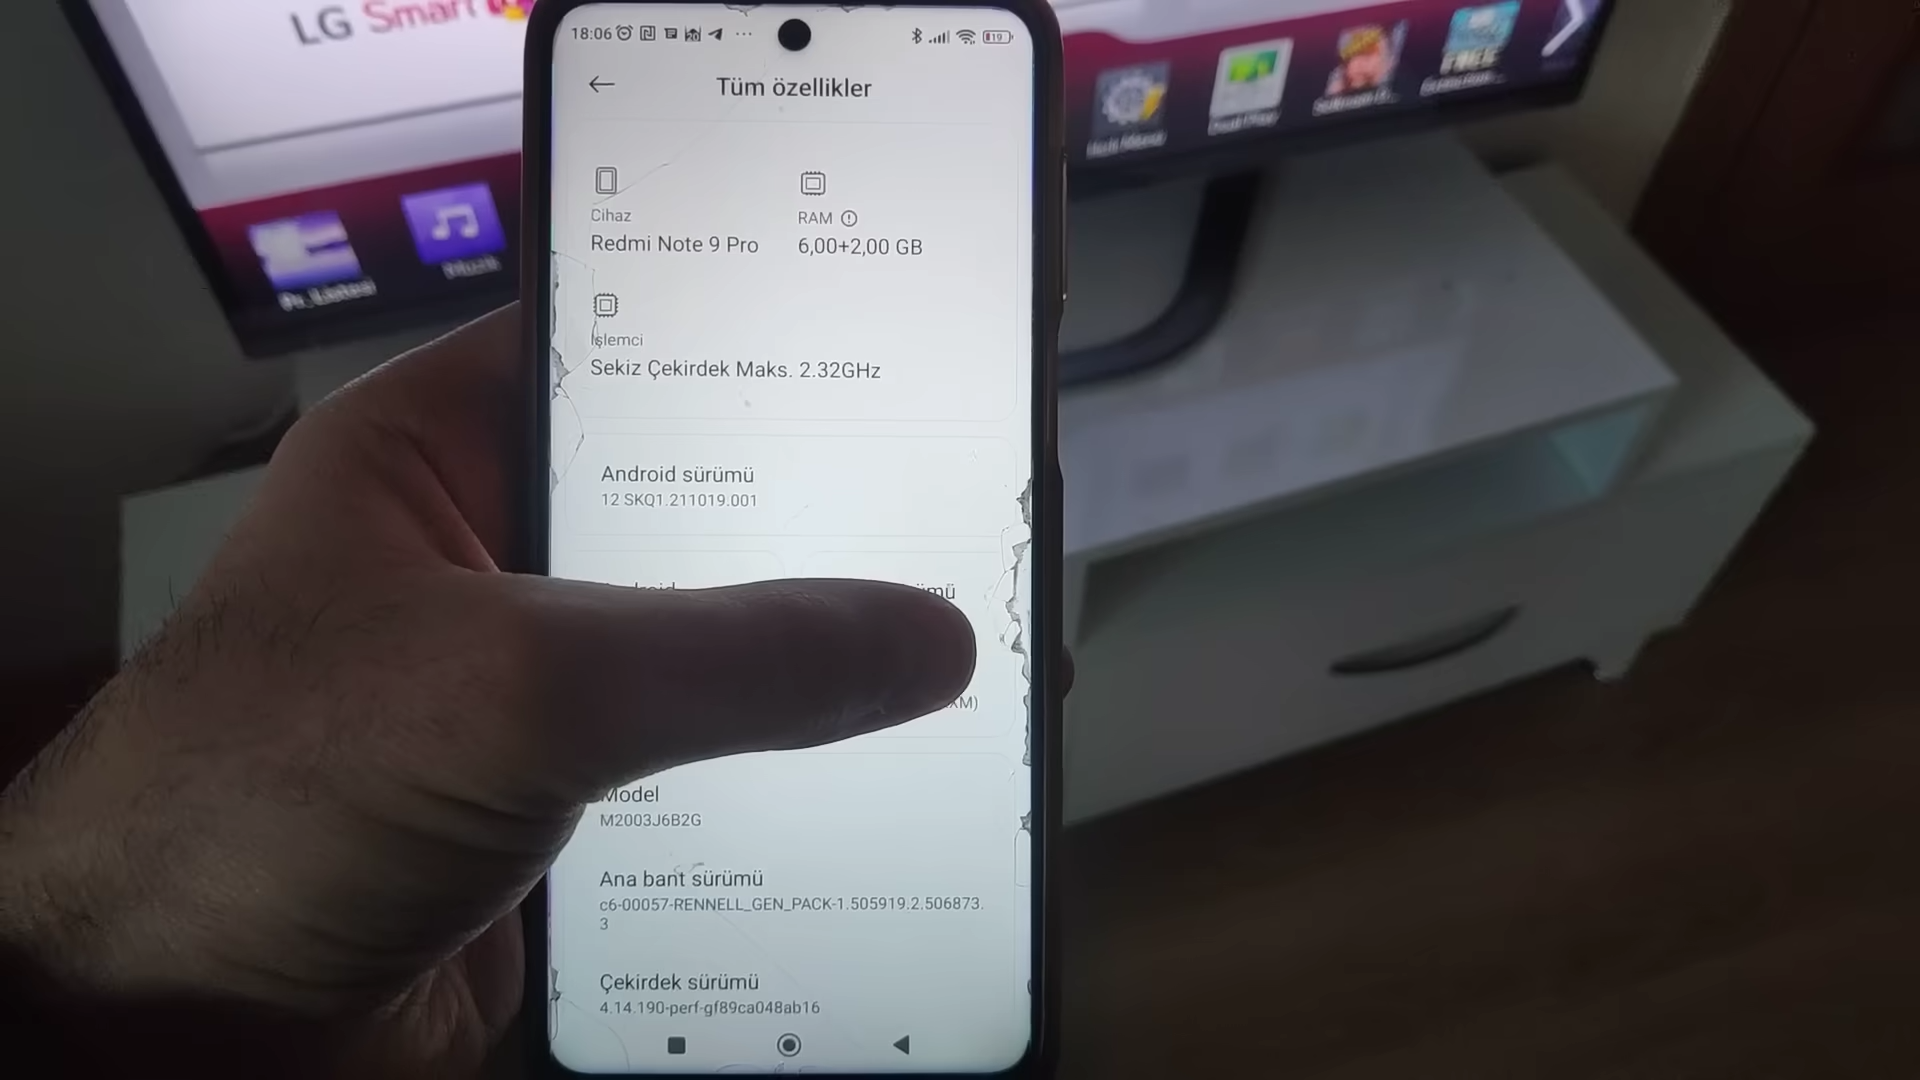 LG Smart
18:06
19
Tüm özellikler
Cihaz
RAM
Redmi Note 9 Pro
6,00+2,00 GB
İşlemci
Sekiz Çekirdek Maks. 2.32GHz
Android sürümü
12 SKQ1.211019.001
Model
M2003J6B2G
Ana bant sürümü
c6-00057-RENNELL_GEN_PACK-1.505919.2.506873.
3
Çekirdek sürümü
4.14.190-perf-gf89ca048ab16
Müzik